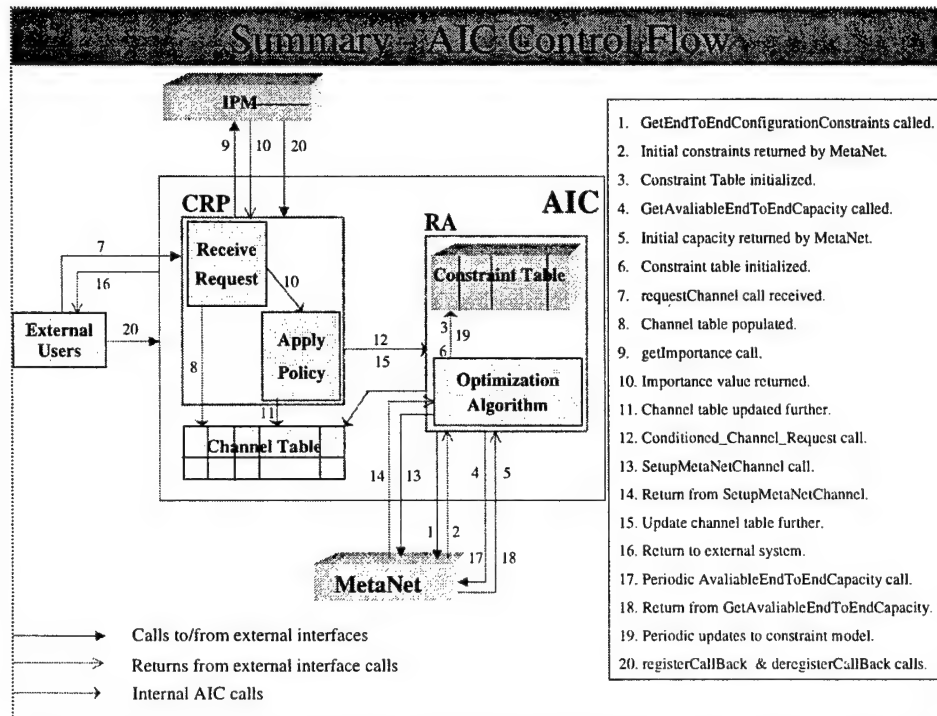 Summary - AIC Control Flow
IPM
9
10
20
AIC
CRP
RA
Receive
Request
Constraint Table
7
16
10
External
Users
20
Apply
Policy
12
15
3
19
6
8
Optimization
Algorithm
11
Channel Table
14
13
4
5
1
2
17
18
MetaNet
1. GetEndToEndConfigurationConstraints called.
2. Initial constraints returned by MetaNet.
3. Constraint Table initialized.
4. GetAvaliableEndToEndCapacity called.
5. Initial capacity returned by MetaNet.
6. Constraint table initialized.
7. requestChannel call received.
8. Channel table populated.
9. getImportance call.
10. Importance value returned.
11. Channel table updated further.
12. Conditioned_Channel_Request call.
13. SetupMetaNetChannel call.
14. Return from SetupMetaNetChannel.
15. Update channel table further.
16. Return to external system.
17. Periodic AvaliableEndToEndCapacity call.
18. Return from GetAvaliableEndToEndCapacity.
19. Periodic updates to constraint model.
20. registerCallBack & deregisterCallBack calls.
Calls to/from external interfaces
Returns from external interface calls
Internal AIC calls